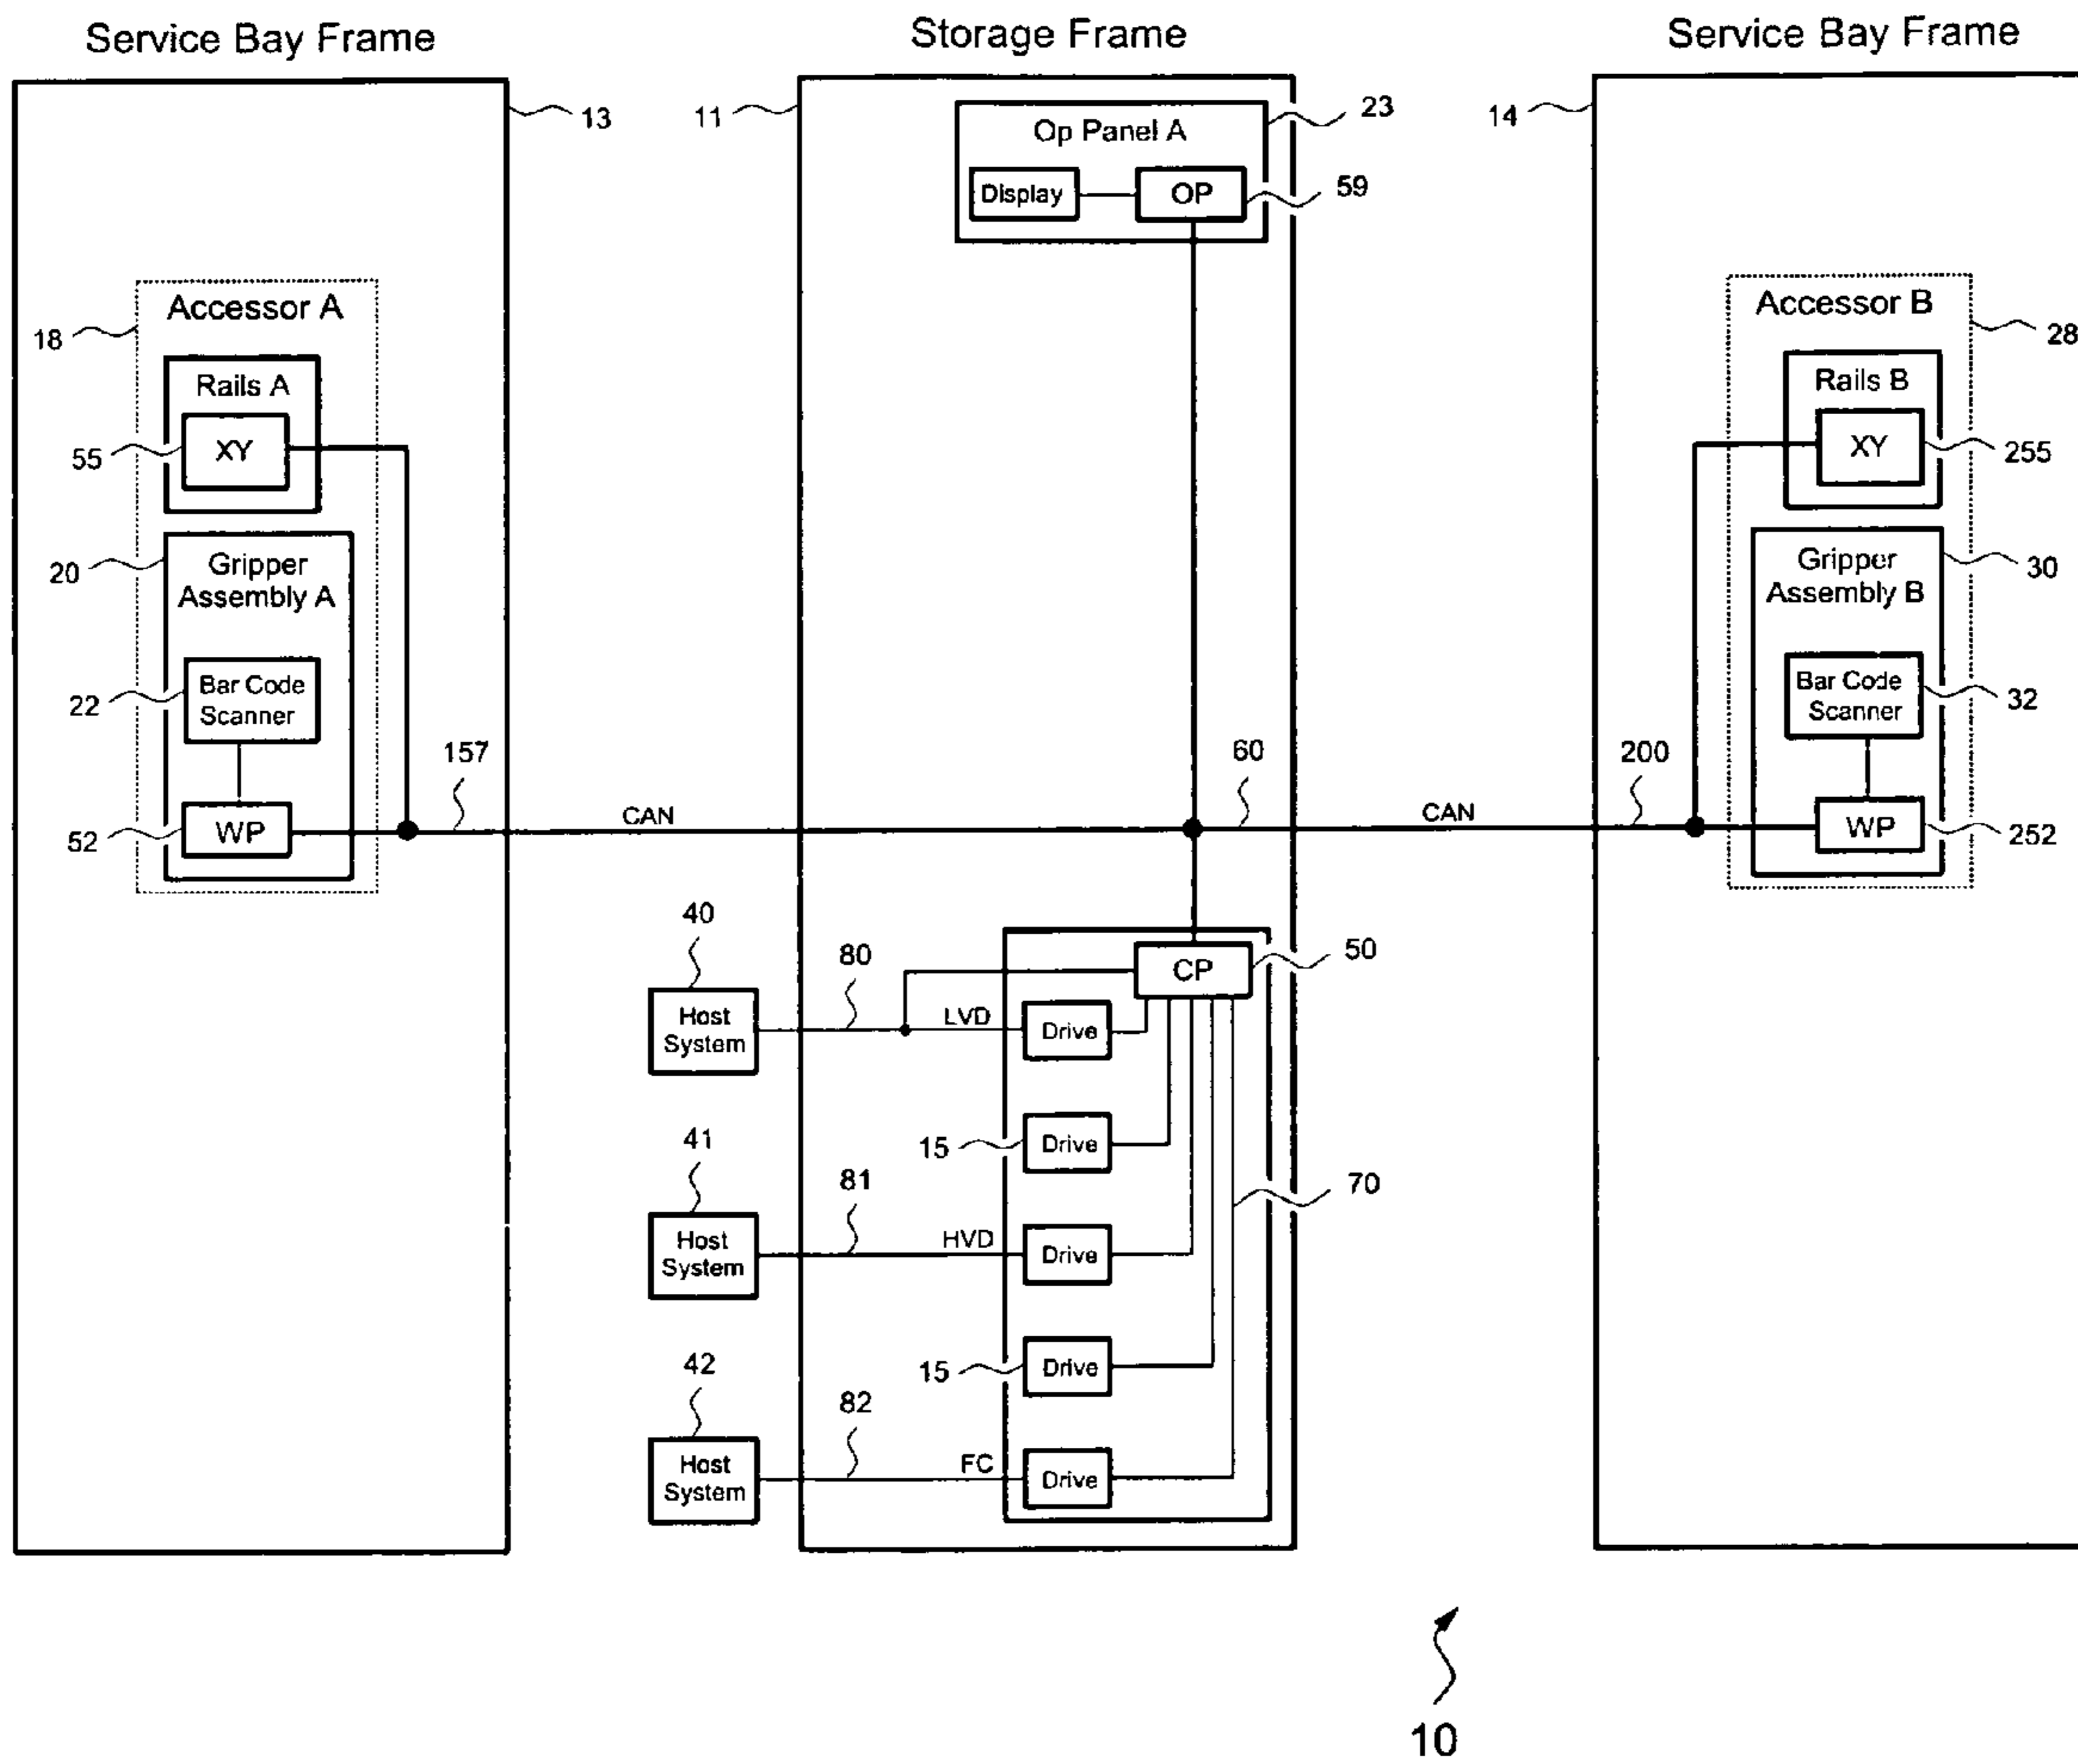 Service Bay Frame
Storage Frame
Service Bay Frame
13
11
14
23
Op Panel A
Display
OP
59
Accessor A
18
Rails A
XY
55
20
Gripper
Assembly A
22
Bar Code
Scanner
52
WP
157
CAN
60
CAN
200
Accessor B
28
Rails B
XY
255
Gripper
Assembly B
30
Bar Code
Scanner
32
WP
252
40
Host
System
80
LVD
CP
50
Drive
15
Drive
41
Host
System
81
HVD
Drive
70
15
Drive
42
Host
System
82
FC
Drive
10